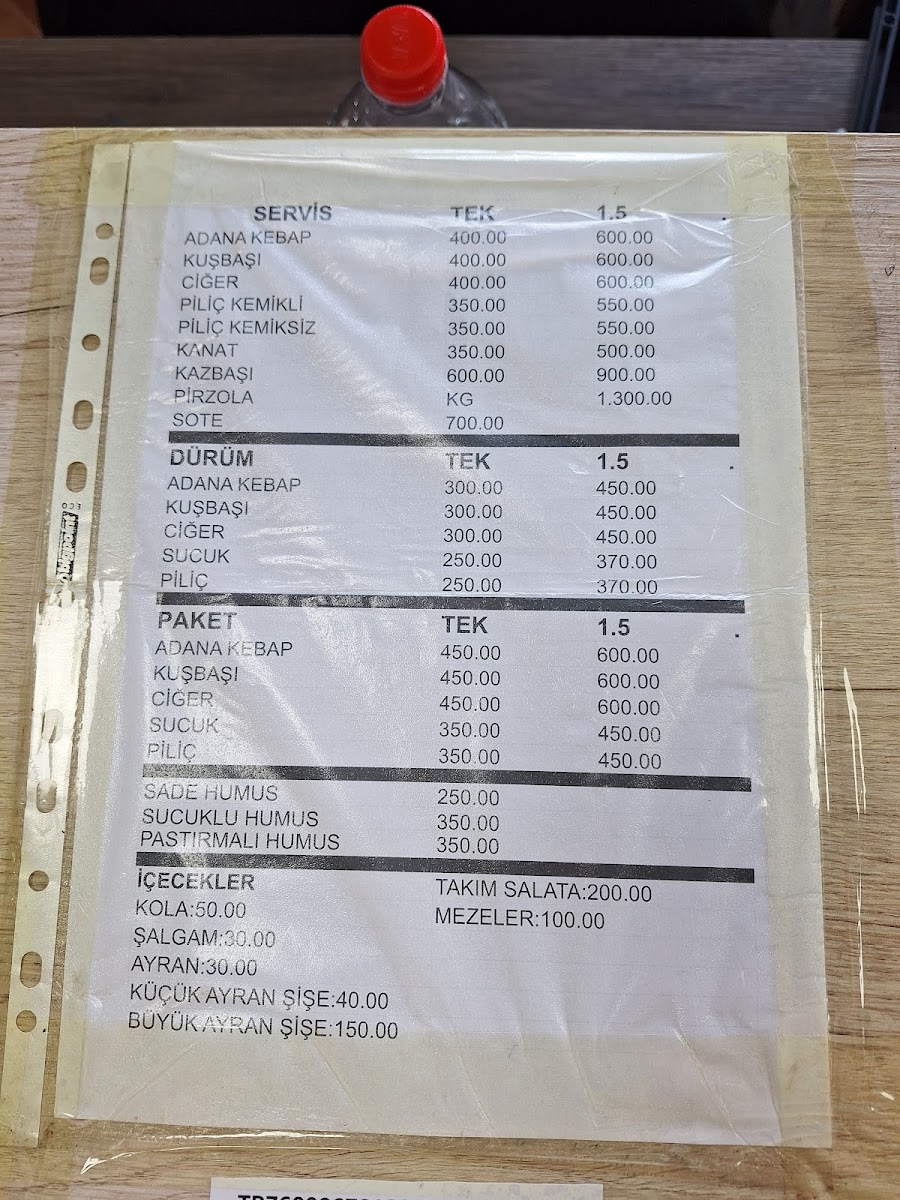 SERVİS TEK 1.5 .
ADANA KEBAP 400.00 600.00
KUŞBAŞI 400.00 600.00
CİĞER 400.00 600.00
PİLİÇ KEMİKLİ 350.00 550.00
PİLİÇ KEMİKSİZ 350.00 550.00
KANAT 350.00 500.00
KAZBAŞI 600.00 900.00
PİRZOLA KG 1.300.00
SOTE 700.00
DÜRÜM TEK 1.5 .
ADANA KEBAP 300.00 450.00
KUŞBAŞI 300.00 450.00
CİĞER 300.00 450.00
SUCUK 250.00 370.00
PİLİÇ 250.00 370.00
PAKET TEK 1.5 .
ADANA KEBAP 450.00 600.00
KUŞBAŞI 450.00 600.00
CİĞER 450.00 600.00
SUCUK 350.00 450.00
PİLİÇ 350.00 450.00
SADE HUMUS 250.00
SUCUKLU HUMUS 350.00
PASTIRMALI HUMUS 350.00
İÇECEKLER TAKIM SALATA:200.00
KOLA:50.00 MEZELER:100.00
ŞALGAM:30.00
AYRAN:30.00
KÜÇÜK AYRAN ŞİŞE:40.00
BÜYÜK AYRAN ŞİŞE:150.00